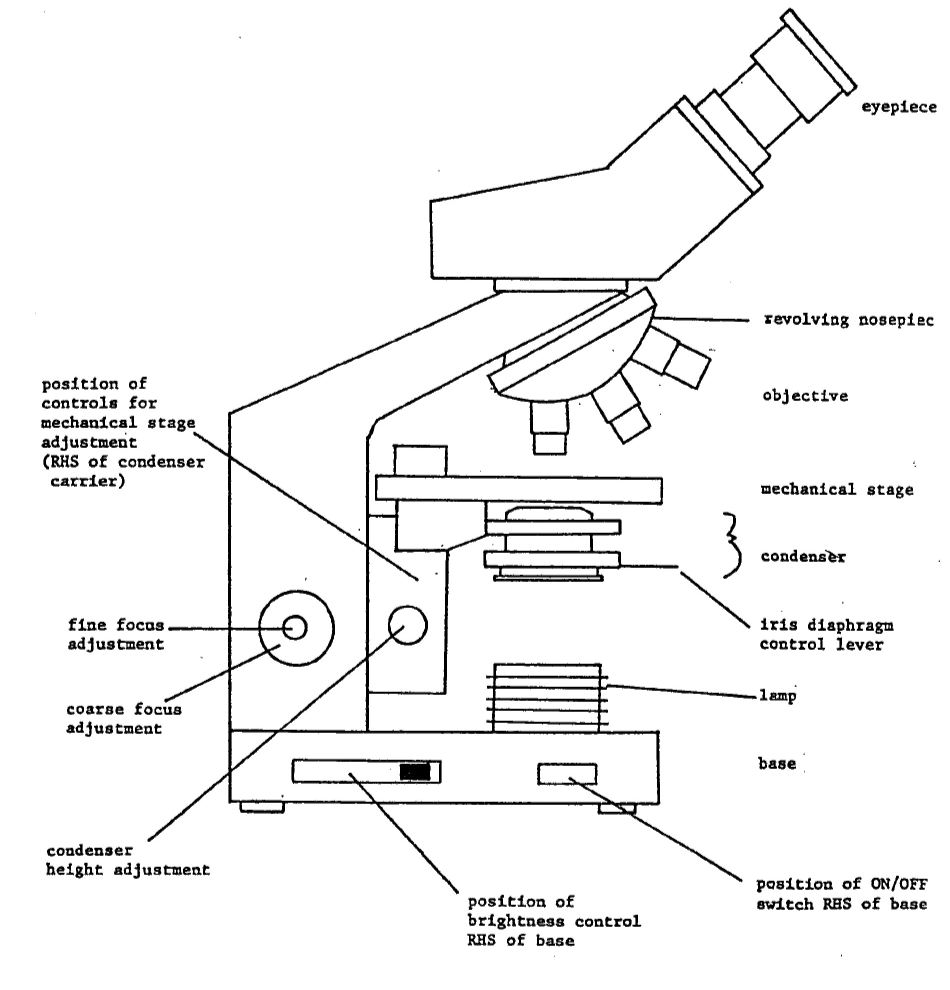 eyepiece
revolving nosepiec
objective
position of
controls for
mechanical stage
adjustment
(RHS of condenser
carrier)
mechanical stage
condenser
fine focus
adjustment
iris diaphragm
control lever
coarse focus
adjustment
lamp
base
condenser
height adjustment
position of
brightness control
RHS of base
position of ON/OFF
switch RHS of base